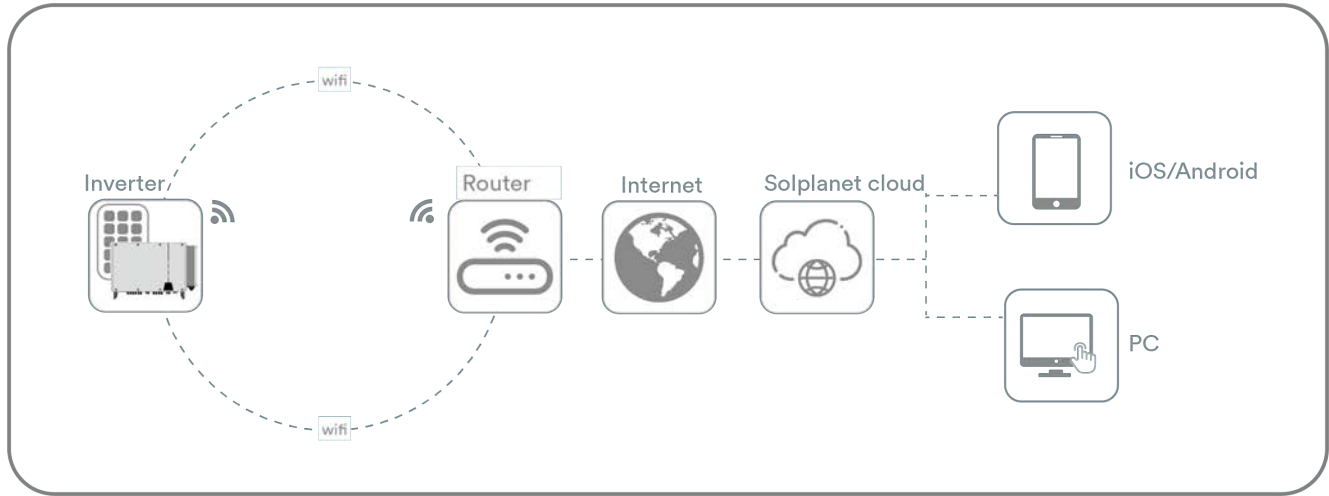 wifi
Inverter
Router
Internet
Solplanet cloud
iOS/Android
PC
wifi